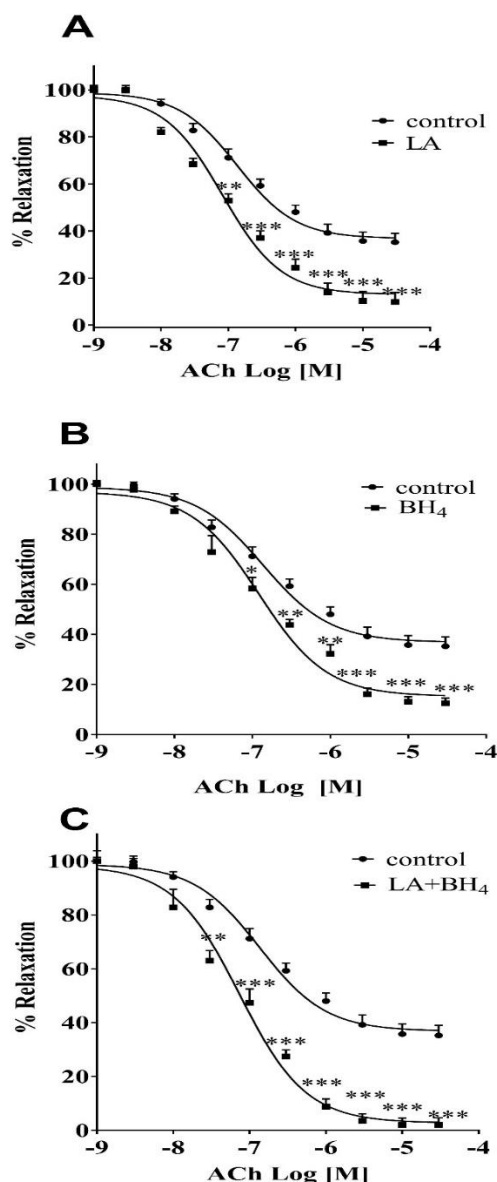 A
% Relaxation
100
80
60
40
20
0
control
LA
**
***
***
***
***
***
-9 -8 -7 -6 -5 -4
ACh Log [M]
B
% Relaxation
100
80
60
40
20
0
control
BH4
*
**
**
***
***
***
-9 -8 -7 -6 -5 -4
ACh Log [M]
C
% Relaxation
100
80
60
40
20
0
control
LA+BH4
**
***
***
***
***
***
***
-9 -8 -7 -6 -5 -4
ACh Log [M]